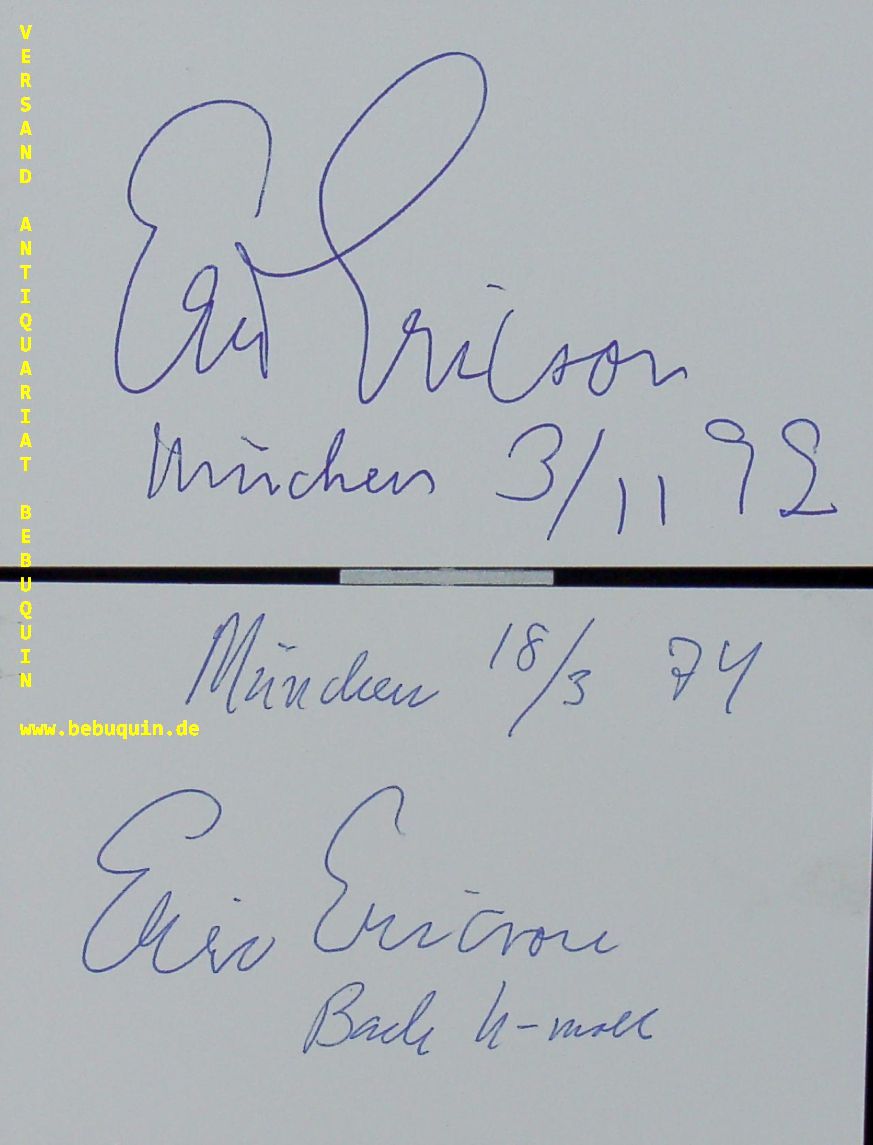 VERSAND ANTIQUARIAT BEBUQUIN
www.bebuquin.de
Eric Ericson
München 3/11 92
München 18/3 74
Eric Ericson
Bach h-moll